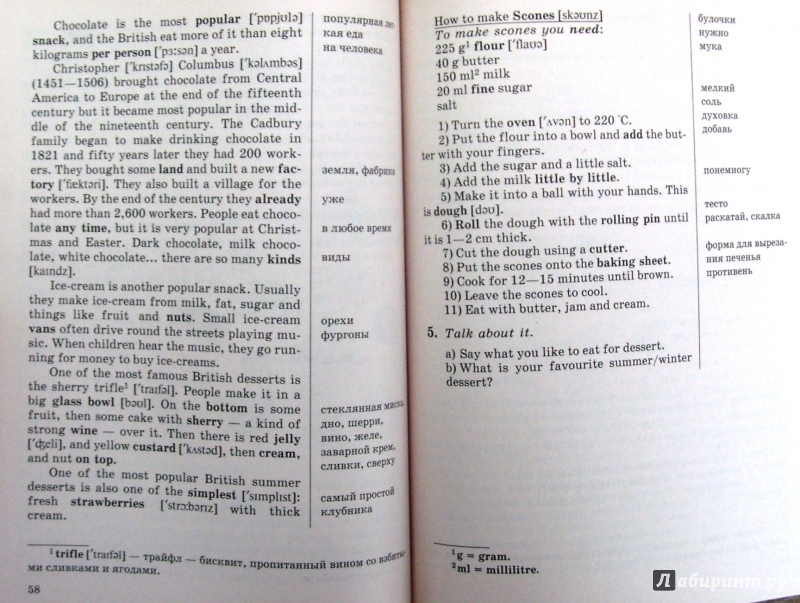 Chocolate is the most popular ['pɒpjʊlə]
snack, and the British eat more of it than eight
kilograms per person ['pɜːsən] a year.
Christopher ['krɪstəfə] Columbus [kə'lʌmbəs]
(1451—1506) brought chocolate from Central
America to Europe at the end of the fifteenth
century but it became most popular in the mid-
dle of the nineteenth century. The Cadbury
family began to make drinking chocolate in
1821 and fifty years later they had 200 work-
ers. They bought some land and built a new fac-
tory ['fæktəri]. They also built a village for the
workers. By the end of the century they already
had more than 2,600 workers. People eat choco-
late any time, but it is very popular at Christ-
mas and Easter. Dark chocolate, milk choco-
late, white chocolate... there are so many kinds
[kaɪndz].
Ice-cream is another popular snack. Usually
they make ice-cream from milk, fat, sugar and
things like fruit and nuts. Small ice-cream
vans often drive round the streets playing mu-
sic. When children hear the music, they go run-
ning for money to buy ice-creams.
One of the most famous British desserts is
the sherry trifle¹ ['traɪfəl]. People make it in a
big glass bowl [bəʊl]. On the bottom is some
fruit, then some cake with sherry — a kind of
strong wine — over it. Then there is red jelly
['ʤeli], and yellow custard ['kʌstəd], then cream,
and nut on top.
One of the most popular British summer
desserts is also one of the simplest ['sɪmplɪst]:
fresh strawberries ['strɔːbərɪz] with thick
cream.
популярная лег-
кая еда
на человека
земля, фабрика
уже
в любое время
виды
орехи
фургоны
стеклянная миска,
дно, шерри,
вино, желе,
заварной крем,
сливки, сверху
самый простой
клубника
¹ trifle ['traɪfəl] — трайфл — бисквит, пропитанный вином со взбиты-
ми сливками и ягодами.
58
How to make Scones [skəʊnz]
To make scones you need:
225 g¹ flour ['flaʊə]
40 g butter
150 ml² milk
20 ml fine sugar
salt
1) Turn the oven ['ʌvən] to 220 °C.
2) Put the flour into a bowl and add the but-
ter with your fingers.
3) Add the sugar and a little salt.
4) Add the milk little by little.
5) Make it into a ball with your hands. This
is dough [dəʊ].
6) Roll the dough with the rolling pin until
it is 1—2 cm thick.
7) Cut the dough using a cutter.
8) Put the scones onto the baking sheet.
9) Cook for 12—15 minutes until brown.
10) Leave the scones to cool.
11) Eat with butter, jam and cream.
5. Talk about it.
a) Say what you like to eat for dessert.
b) What is your favourite summer/winter
dessert?
булочки
нужно
мука
мелкий
соль
духовка
добавь
понемногу
тесто
раскатай, скалка
форма для выреза-
ния печенья
противень
¹ g = gram.
² ml = millilitre.
Лабиринт.ру